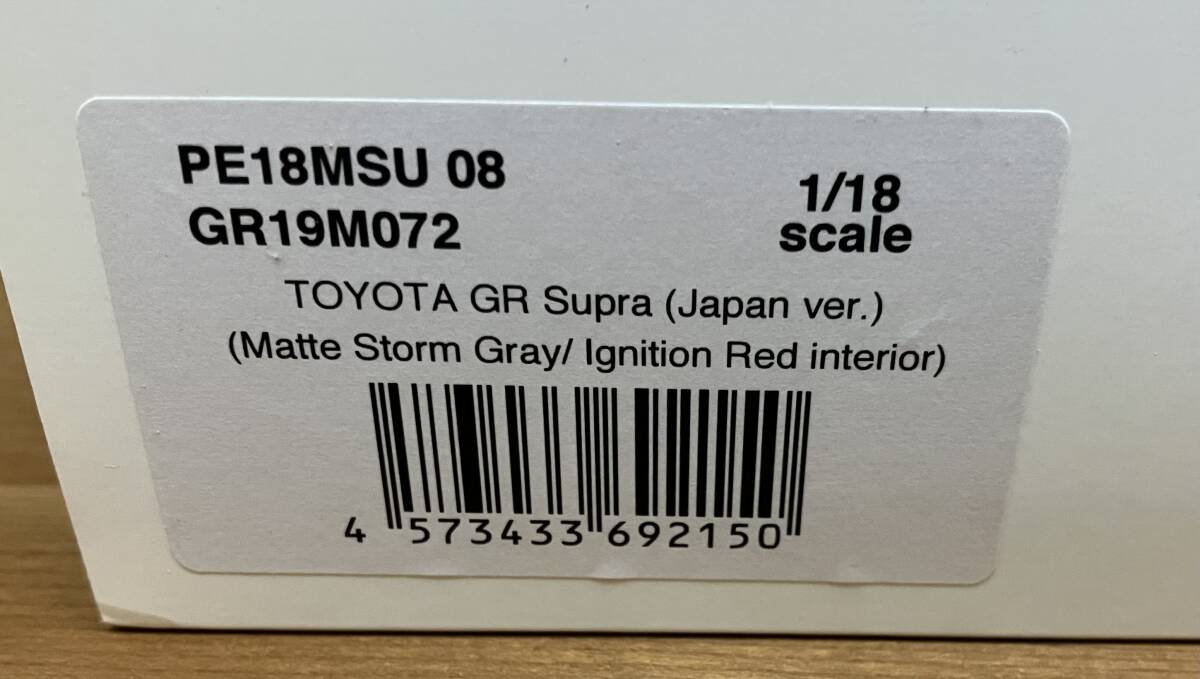 PE18MSU 08
GR19M072
1/18
scale
TOYOTA GR Supra (Japan ver.)
(Matte Storm Gray/ Ignition Red interior)
4 573433 692150